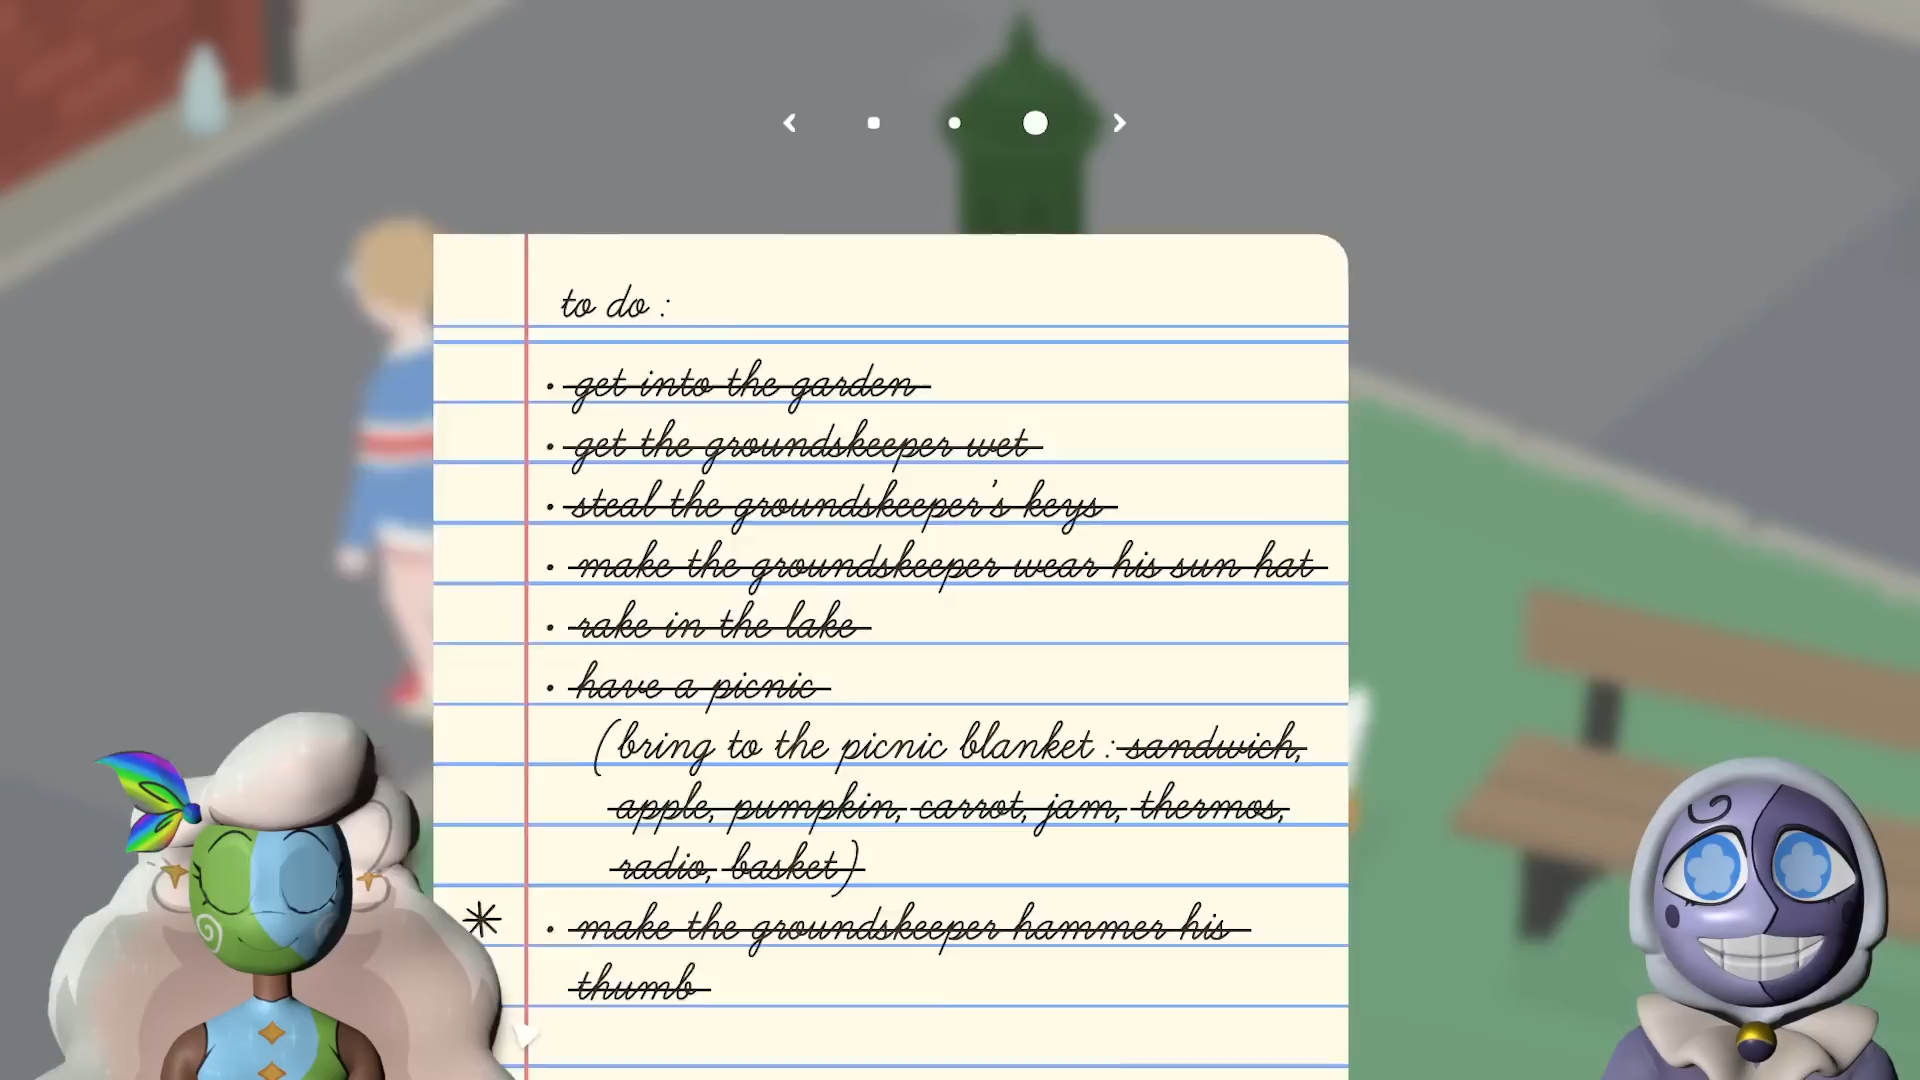 to do :
• get into the garden
• get the groundskeeper wet
• steal the groundskeeper's keys
• make the groundskeeper wear his sun hat
• rake in the lake
• have a picnic
(bring to the picnic blanket : sandwich,
apple, pumpkin, carrot, jam, thermos,
radio, basket)
* • make the groundskeeper hammer his
thumb